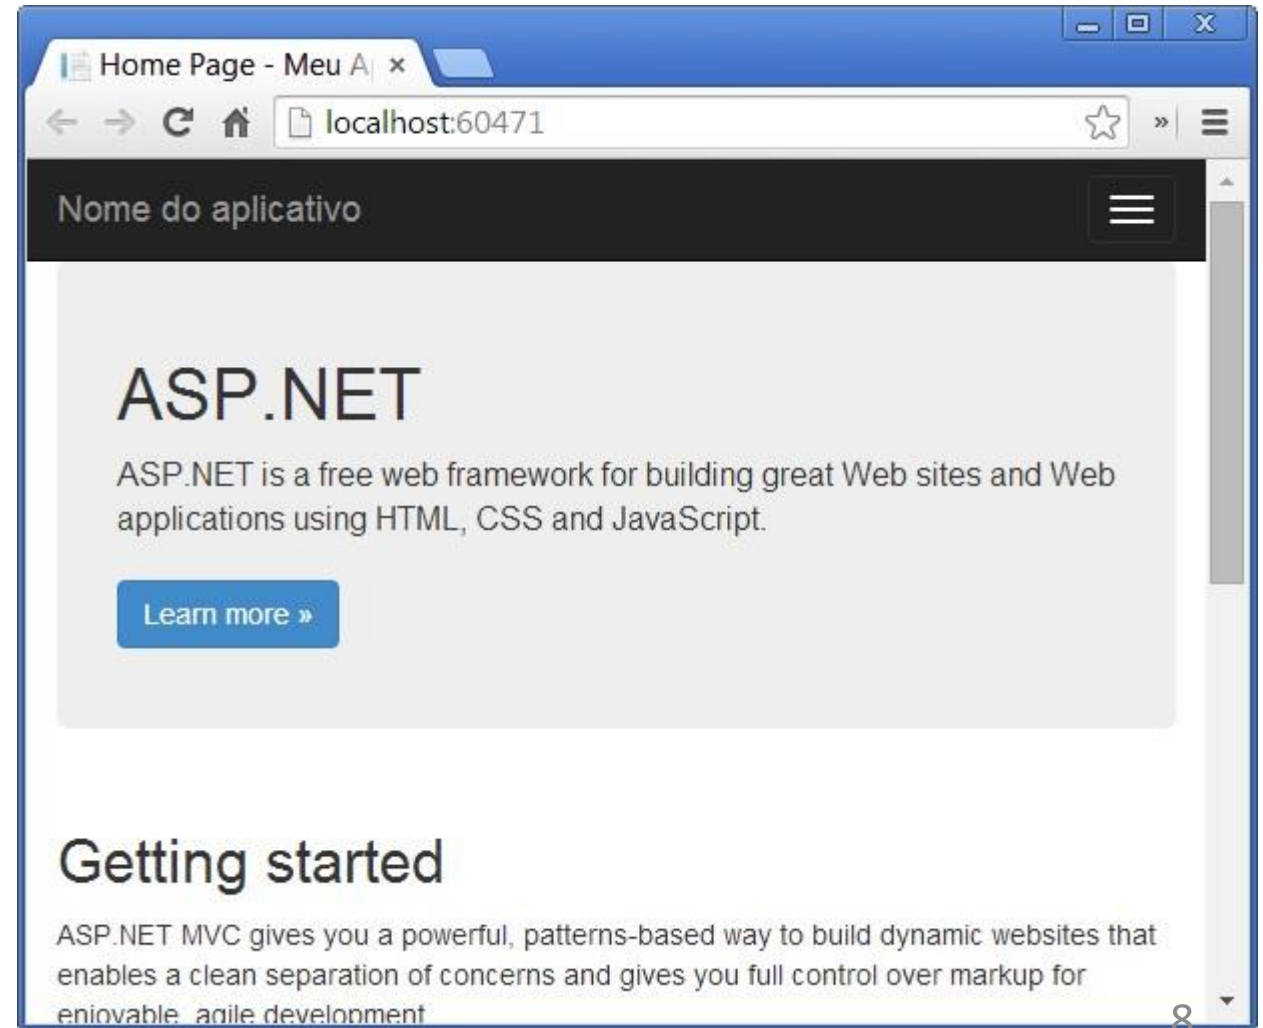 Home Page - Meu A
localhost:60471
Nome do aplicativo
ASP.NET
ASP.NET is a free web framework for building great Web sites and Web
applications using HTML, CSS and JavaScript.
Learn more »
Getting started
ASP.NET MVC gives you a powerful, patterns-based way to build dynamic websites that
enables a clean separation of concerns and gives you full control over markup for
enjoyable, agile development
8